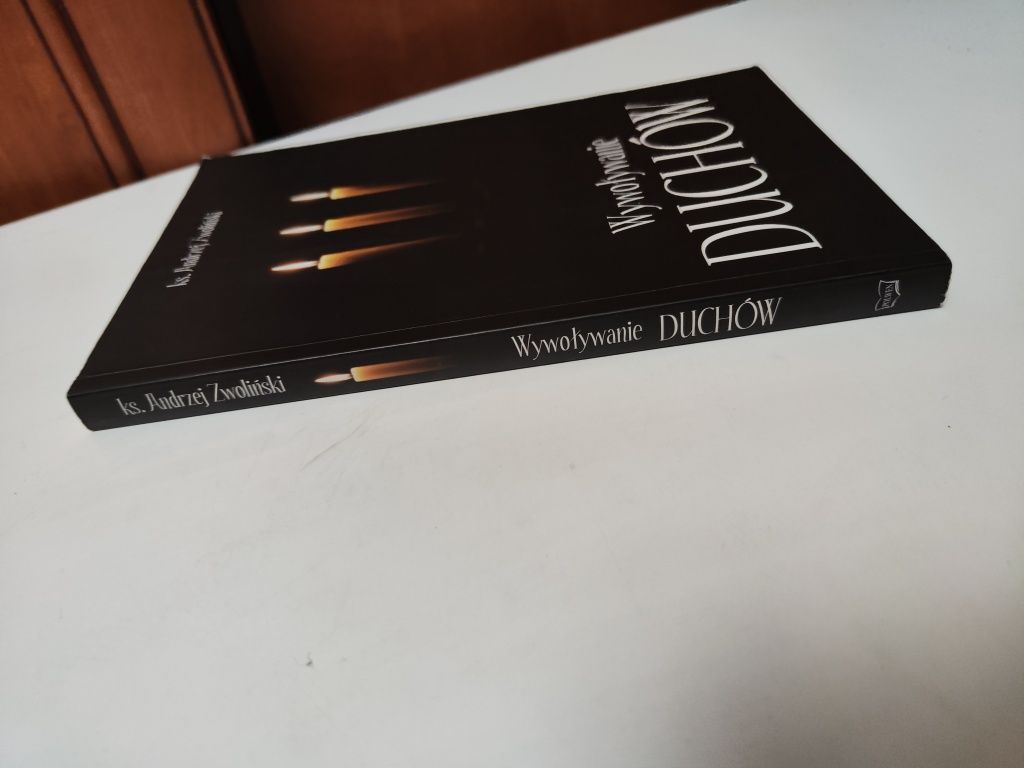 ks. Andrzej Zwoliński
Wywoływanie
DUCHÓW
ks. Andrzej Zwoliński
Wywoływanie DUCHÓW